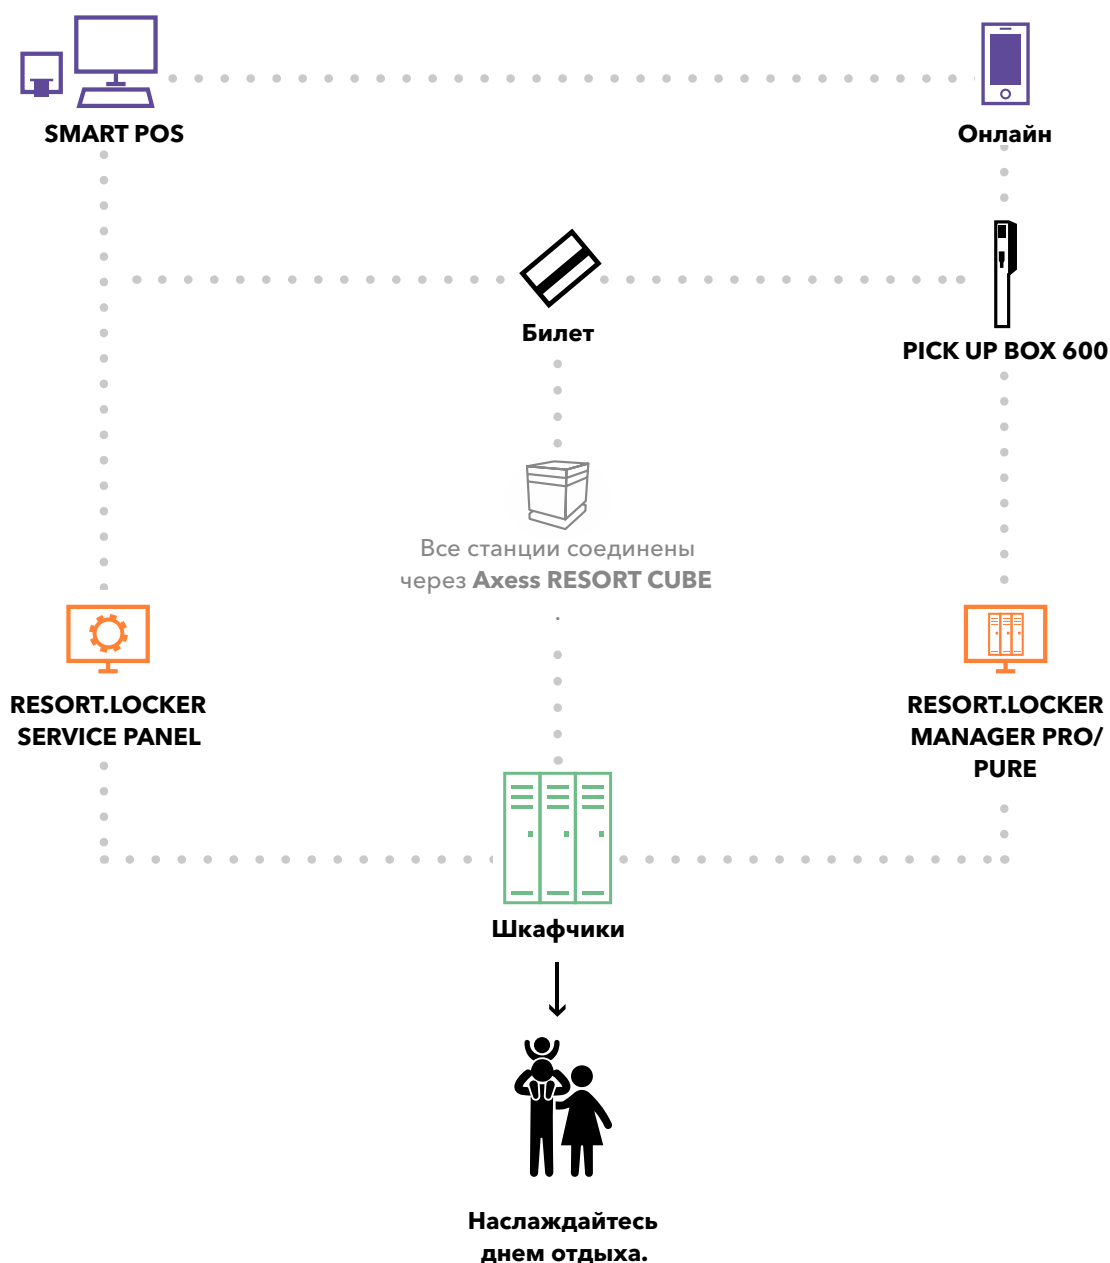 SMART POS
Онлайн
Билет
PICK UP BOX 600
Все станции соединены
через Axess RESORT CUBE
.
RESORT.LOCKER
SERVICE PANEL
RESORT.LOCKER
MANAGER PRO/
PURE
Шкафчики
Наслаждайтесь
днем отдыха.